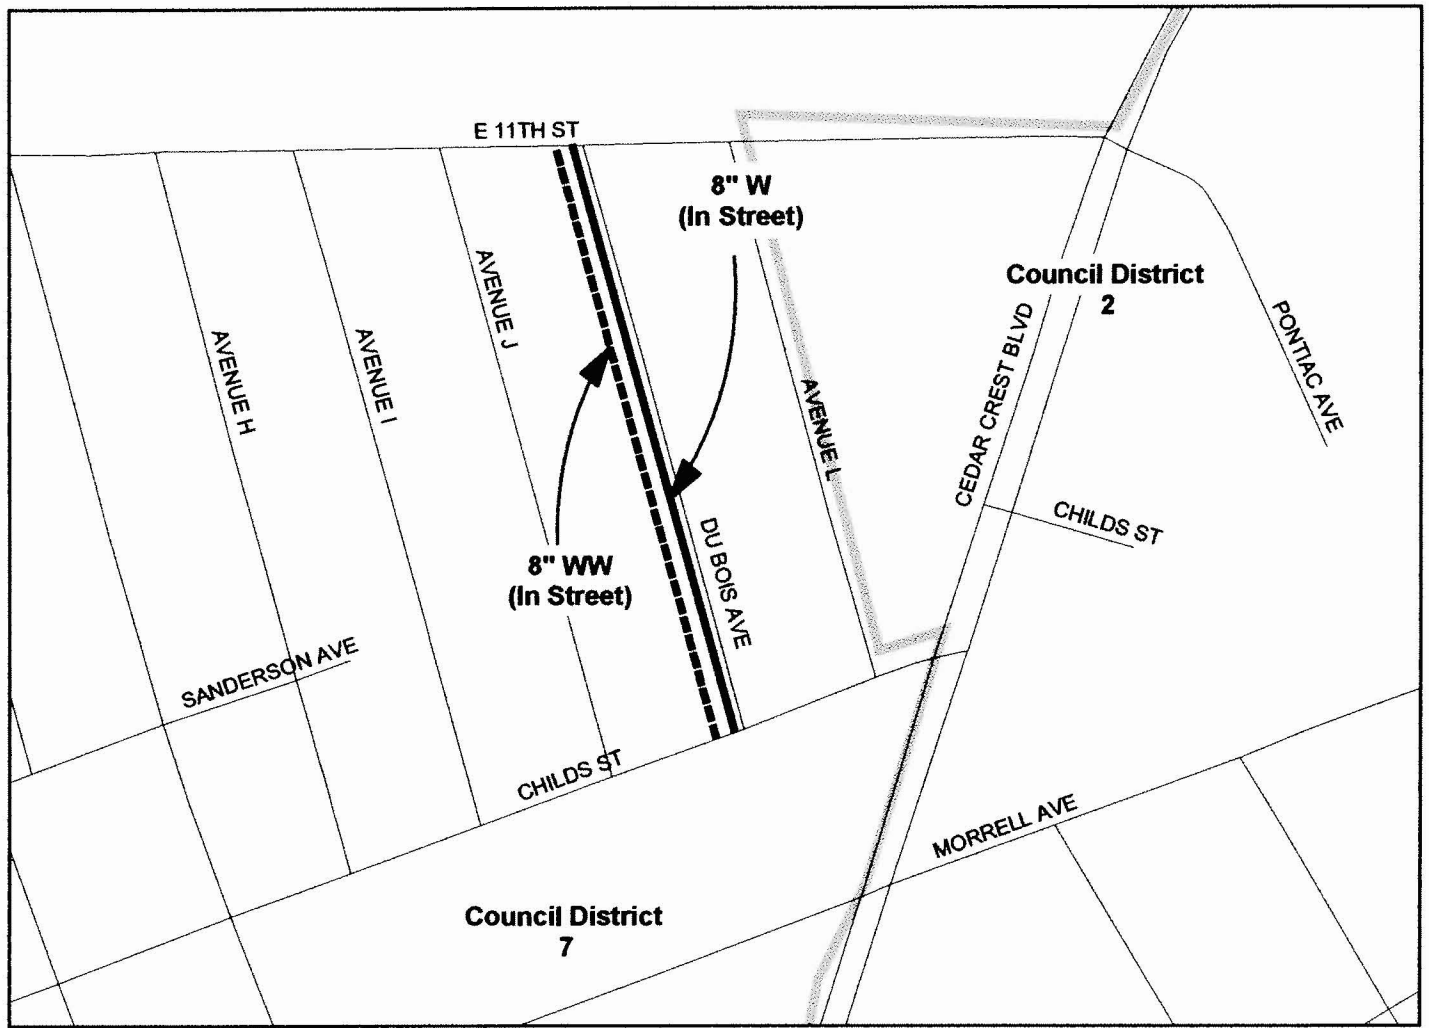 E 11TH ST
8" W
(In Street)
AVENUE J
Council District
2
AVENUE H
AVENUE I
CEDAR CREST BLVD
PONTIAC AVE
AVENUE L
CHILDS ST
8" WW
(In Street)
DU BOIS AVE
SANDERSON AVE
CHILDS ST
MORRELL AVE
Council District
7